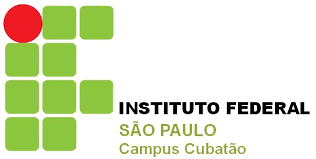 INSTITUTO FEDERAL
SÃO PAULO
Campus Cubatão